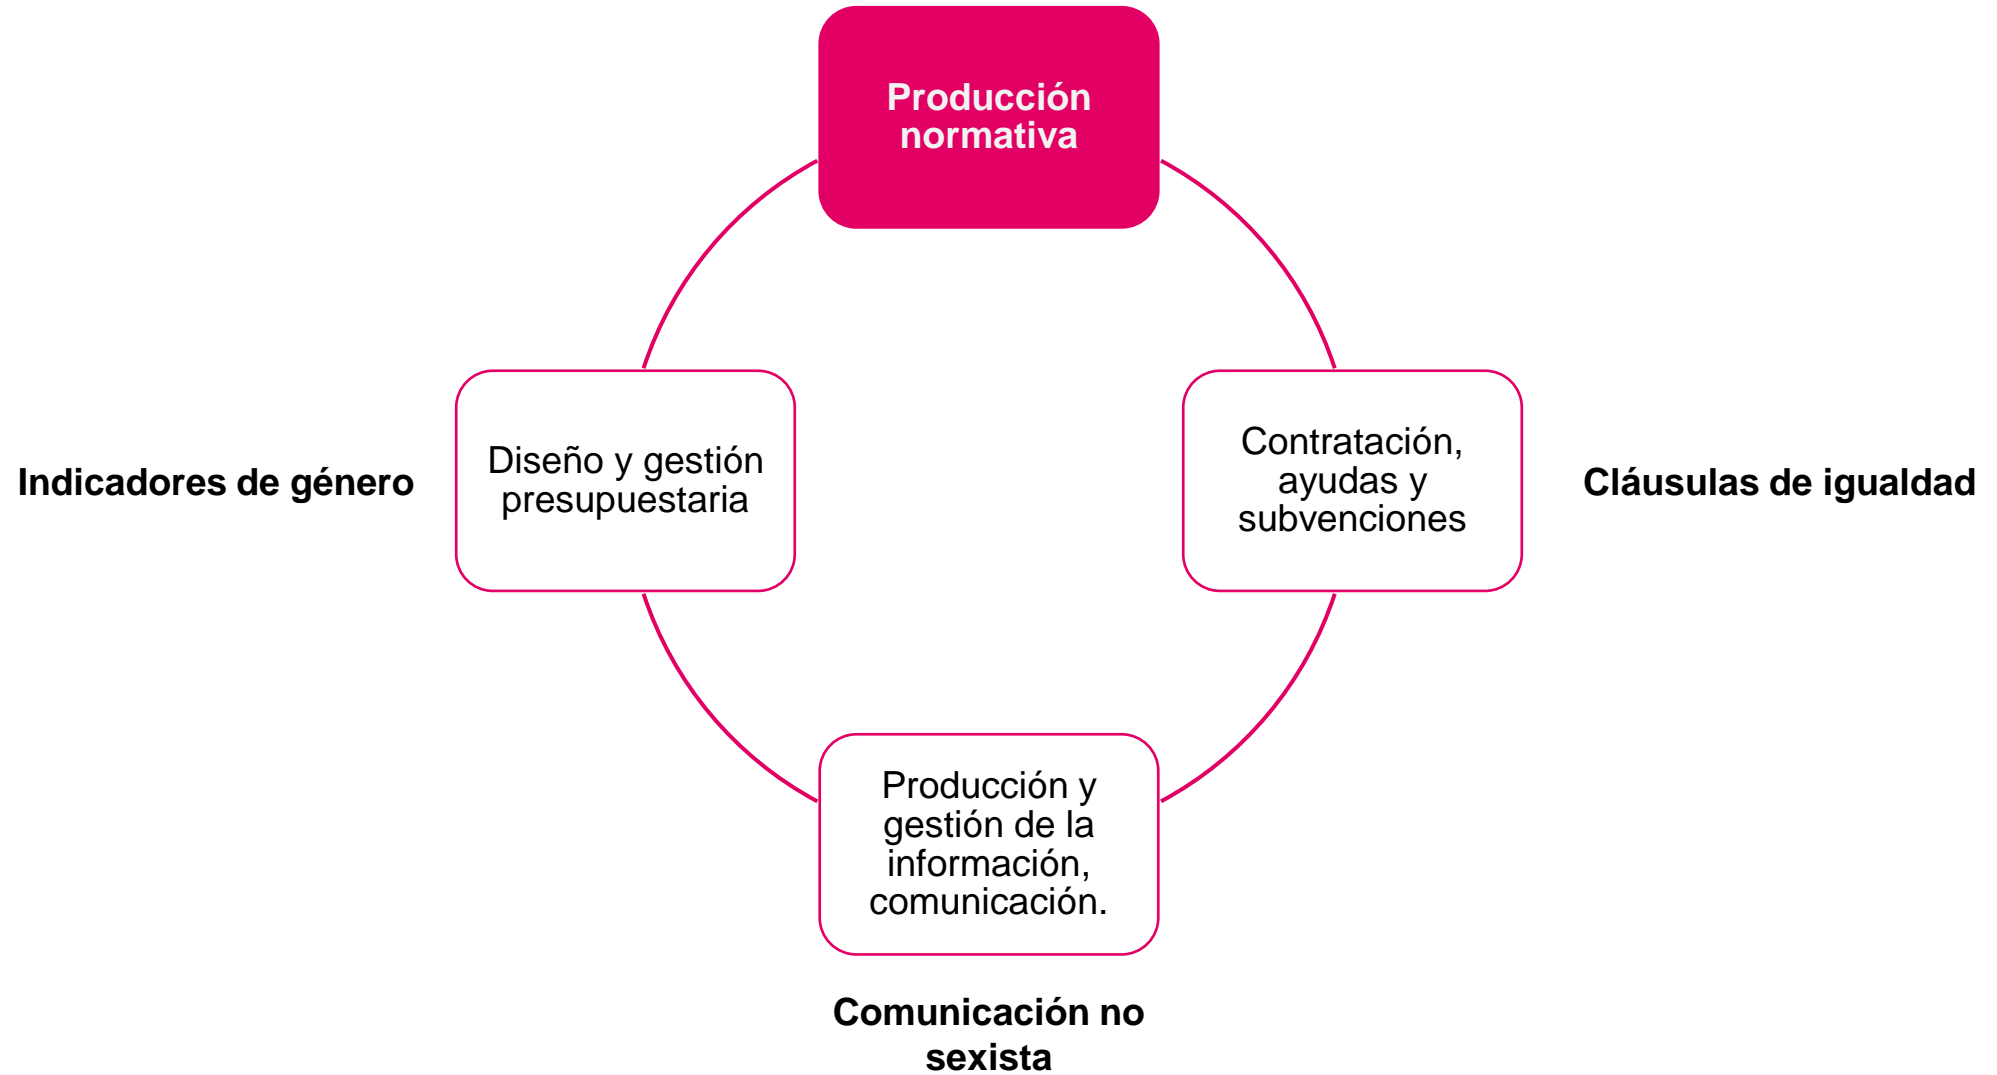 Producción
normativa
Indicadores de género
Diseño y gestión
presupuestaria
Contratación,
ayudas y
subvenciones
Cláusulas de igualdad
Producción y
gestión de la
información,
comunicación.
Comunicación no
sexista